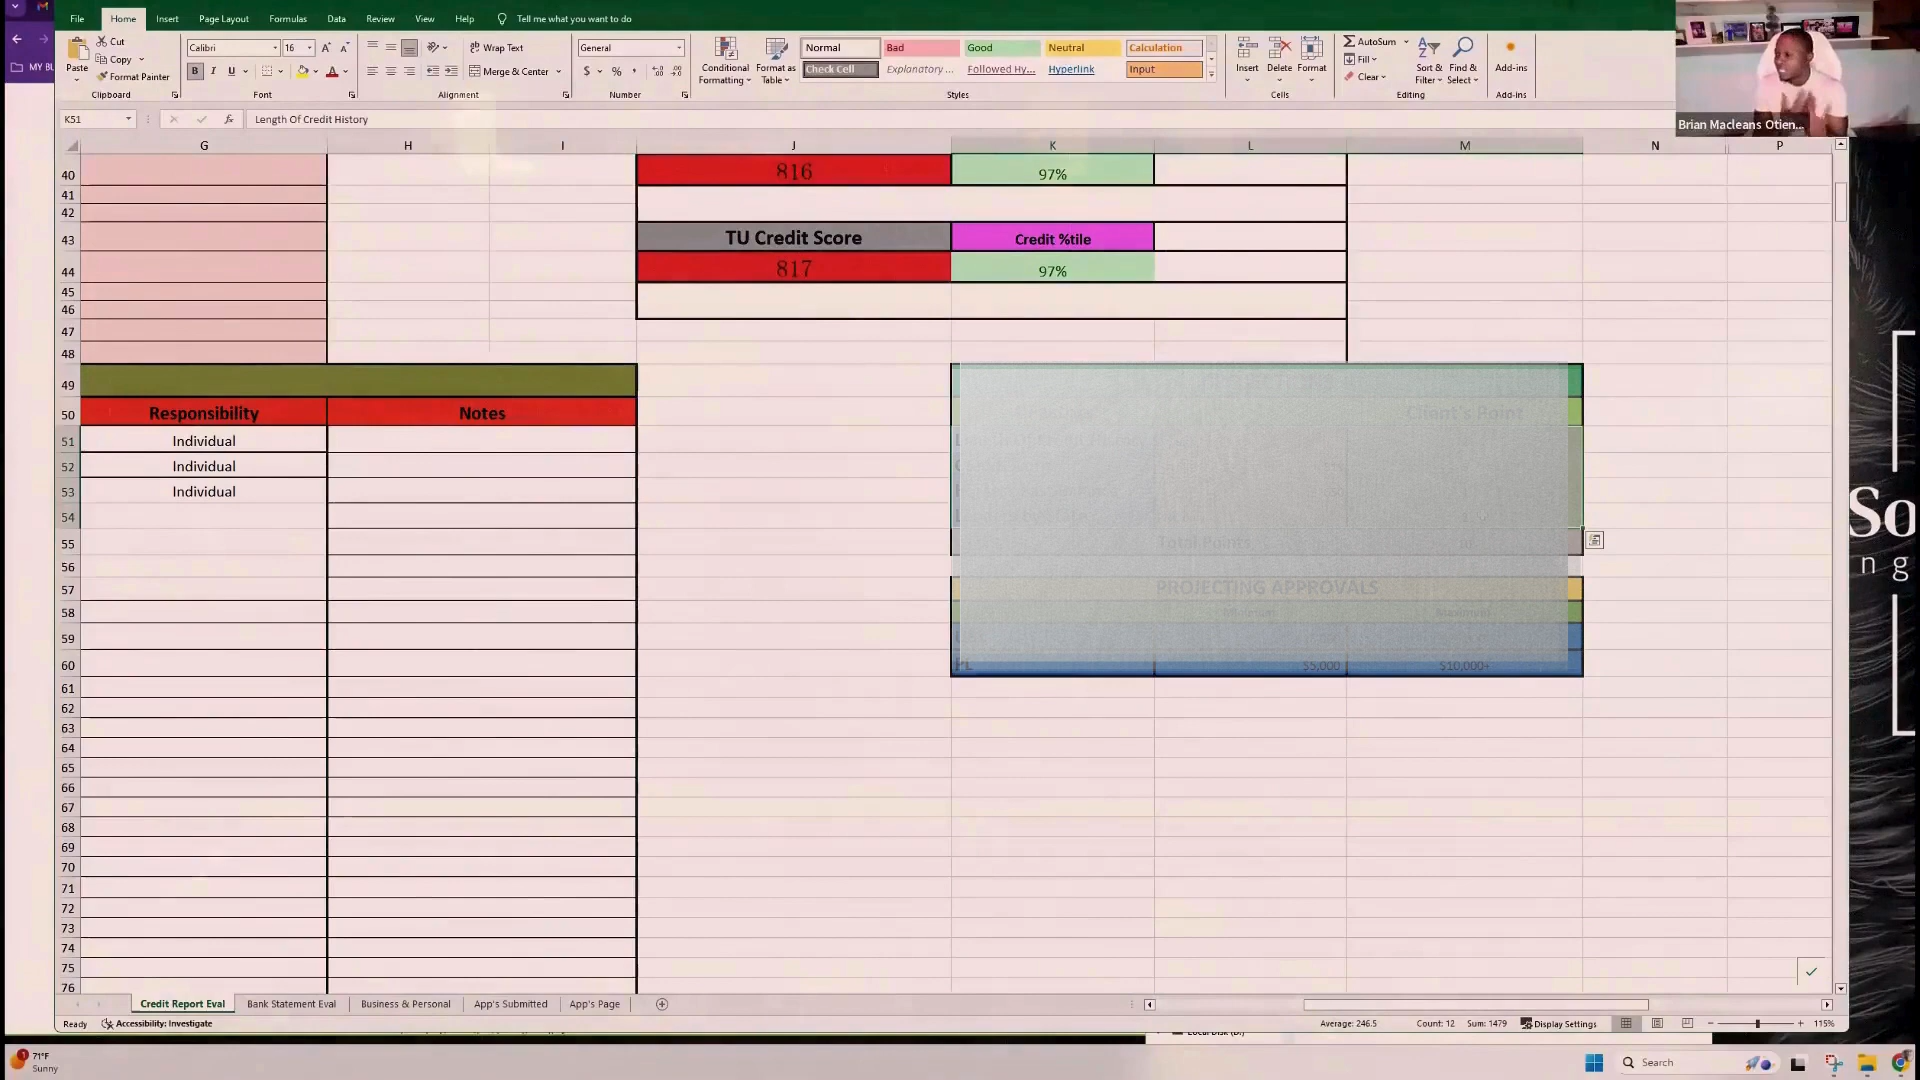 File Home Insert Page Layout Formulas Data Review View Help Tell me what you want to do
Paste Cut Copy Format Painter Clipboard
Calibri 16 B I U Font
Wrap Text Merge & Center Alignment
General $ % , Number
Conditional Formatting Format as Table
Normal Bad Good Neutral Calculation
Check Cell Explanatory ... Followed Hy... Hyperlink Input
Styles
Insert Delete Format Cells
AutoSum Fill Clear Sort & Filter Find & Select Editing
Add-ins Add-ins
Brian Macleans Otien...
MY BU
K51 fx Length Of Credit History
G H I J K L M N P
40 816 97%
41
42
43 TU Credit Score Credit %tile
44 817 97%
45
46
47
48
49
50 Responsibility Notes Client's Point
51 Individual
52 Individual
53 Individual
54
55 Total Points
56
57 PROJECTING APPROVALS
58 Minimum Maximum
59
60 PL $5,000 $10,000+
61
62
63
64
65
66
67
68
69
70
71
72
73
74
75
76
So
ng
Credit Report Eval Bank Statement Eval Business & Personal App's Submitted App's Page
Ready Accessibility: Investigate Average: 246.5 Count: 12 Sum: 1479 Display Settings 115%
Local Disk (D:)
1 71°F
Sunny
Search